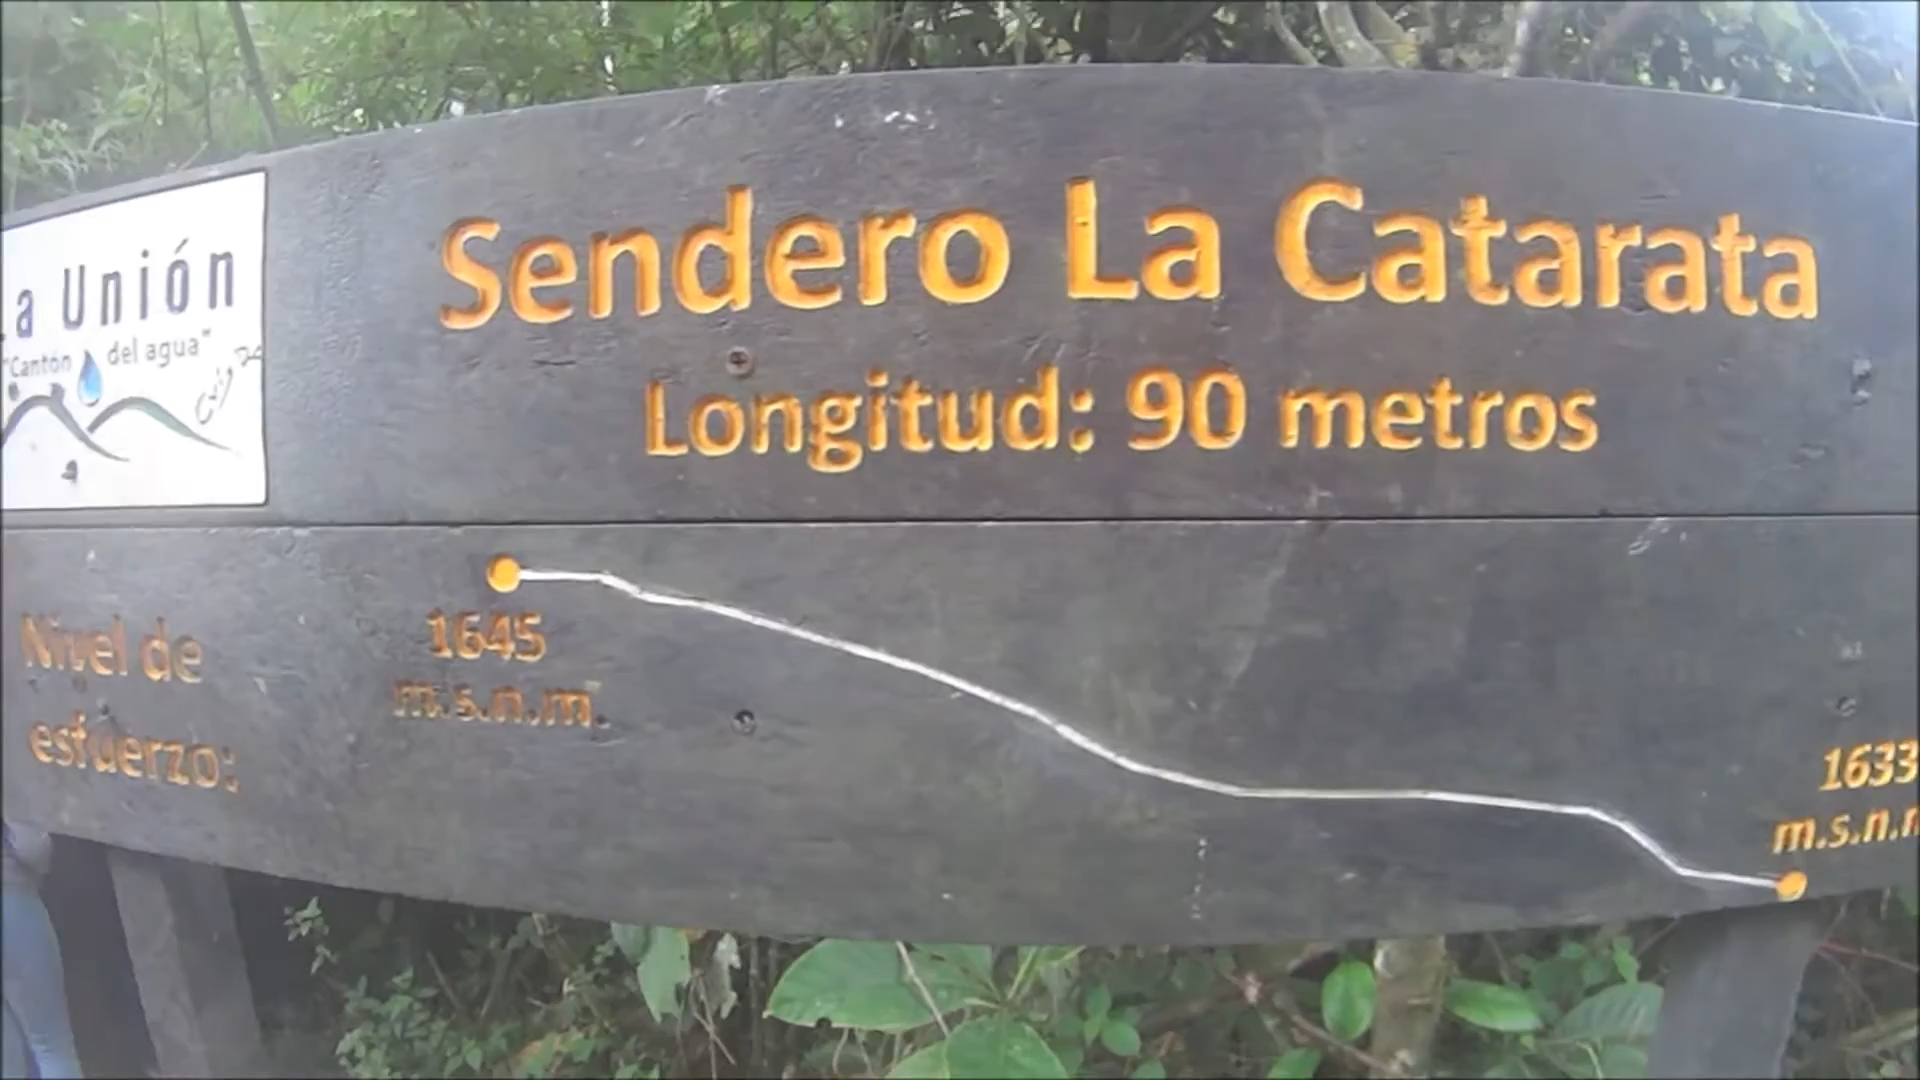 a Unión
"Cantón del agua"
Sendero La Catarata
Longitud: 90 metros
Nivel de
esfuerzo:
1645
m.s.n.m.
1633
m.s.n.